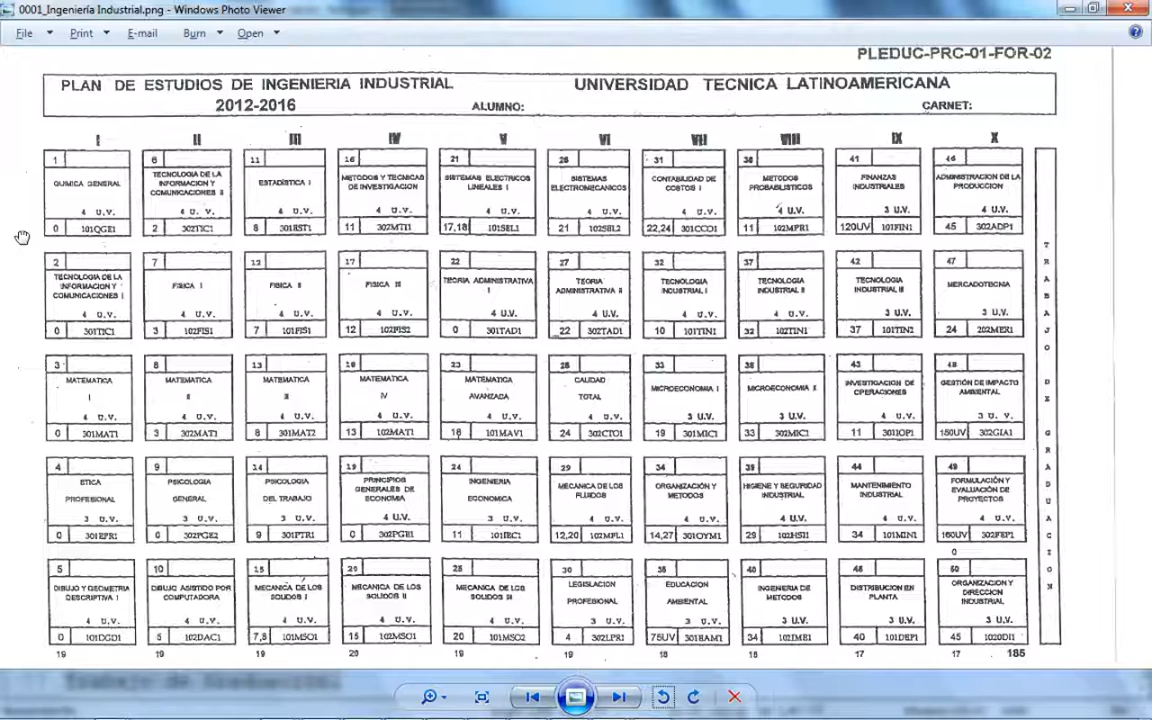 0001_Ingeniería Industrial.png - Windows Photo Viewer
File Print E-mail Burn Open
PLEDUC-PRC-01-FOR-02
PLAN DE ESTUDIOS DE INGENIERIA INDUSTRIAL UNIVERSIDAD TECNICA LATINOAMERICANA
2012-2016 ALUMNO: CARNET:
I II III IV V VI VII VIII IX X
1 6 11 16 21 26 31 36 41 46
QUIMICA GENERAL
TECNOLOGIA DE LA
INFORMACION Y
COMUNICACIONES II
ESTADÍSTICA I
METODOS Y TECNICAS
DE INVESTIGACION
SISTEMAS ELECTRICOS
LINEALES I
SISTEMAS
ELECTROMECANICOS
CONTABILIDAD DE
COSTOS I
METODOS
PROBABLISTICOS
FINANZAS
INDUSTRIALES
ADMINISTRACION DE LA
PRODUCCION
4 U.V. 4 U. V. 4 U.V. 4 U.V. 4 U.V. 4 U.V. 4 U.V. 4 U.V. 3 U.V. 4 U.V.
0 101QGE1 2 302TIC1 8 301EST1 11 302MTI1 17,18 101SEL1 21 102SEL2 22,24 301CCO1 11 102MPR1 120UV 101FIN1 45 302ADP1
2 7 12 17 22 27 32 37 42 47
TECNOLOGIA DE LA
INFORMACION Y
COMUNICACIONES I
FISICA I
FISICA II
FISICA III
TEORIA ADMINISTRATIVA
I
TEORIA
ADMINISTRATIVA II
TECNOLOGIA
INDUSTRIAL I
TECNOLOGIA
INDUSTRIAL II
TECNOLOGIA
INDUSTRIAL III
MERCADOTECNIA
4 U.V. 4 U.V. 4 U.V. 4 U.V. 4 U.V. 4 U.V. 4 U.V. 4 U.V. 3 U.V. 3 U.V.
0 301TIC1 3 102FIS1 7 101FIS1 12 102FIS2 0 301TAD1 22 302TAD1 10 101TIN1 32 102TIN1 37 101TIN2 24 202MER1
3 8 13 18 23 28 33 38 43 48
MATEMATICA
I
MATEMATICA
II
MATEMATICA
III
MATEMATICA
IV
MATEMATICA
AVANZADA
CALIDAD
TOTAL
MICROECONOMIA I
MICROECONOMIA II
INVESTIGACION DE
OPERACIONES
GESTIÓN DE IMPACTO
AMBIENTAL
4 U.V. 4 U.V. 4 U.V. 4 U.V. 4 U.V. 4 U.V. 3 U.V. 3 U.V. 4 U.V. 3 U. V.
0 301MAT1 3 302MAT1 8 301MAT2 13 102MAT1 18 101MAV1 24 302CTO1 19 301MIC1 33 302MIC1 11 301IOP1 150UV 302GIA1
4 9 14 19 24 29 34 39 44 49
ETICA
PROFESIONAL
PSICOLOGIA
GENERAL
PSICOLOGIA
DEL TRABAJO
PRINCIPIOS
GENERALES DE
ECONOMIA
INGENIERIA
ECONOMICA
MECANICA DE LOS
FLUIDOS
ORGANIZACIÓN Y
METODOS
HIGIENE Y SEGURIDAD
INDUSTRIAL
MANTENIMIENTO
INDUSTRIAL
FORMULACIÓN Y
EVALUACIÓN DE
PROYECTOS
3 U.V. 3 U.V. 3 U.V. 4 U.V. 3 U.V. 4 U.V. 4 U.V. 4 U.V. 4 U.V. 4 U.V.
0 301EPR1 0 302PGE2 9 301PTR1 0 302PGE1 11 101IEC1 12,20 102MFL1 14,27 301OYM1 29 102HSI1 34 101MIN1 160UV 302FEP1
0
5 10 15 20 25 30 35 40 45 50
DIBUJO Y GEOMETRIA
DESCRIPTIVA I
DIBUJO ASISTIDO POR
COMPUTADORA
MECANICA DE LOS
SOLIDOS I
MECANICA DE LOS
SOLIDOS II
MECANICA DE LOS
SOLIDOS III
LEGISLACION
PROFESIONAL
EDUCACION
AMBIENTAL
INGENIERIA DE
METODOS
DISTRIBUCION EN
PLANTA
ORGANIZACION Y
DIRECCION
INDUSTRIAL
4 U.V. 4 U.V. 4 U.V. 4 U.V. 4 U.V. 3 U.V. 3 U.V. 3 U.V. 3 U.V. 3 U.V.
0 101DGD1 5 102DAC1 7,8 101MSO1 15 102MSO1 20 101MSO2 4 302LPR1 75UV 301EAM1 34 102IME1 40 101DEP1 45 102ODI1
19 19 19 20 19 19 18 18 17 17 185
TRABAJO DE GRADUACION